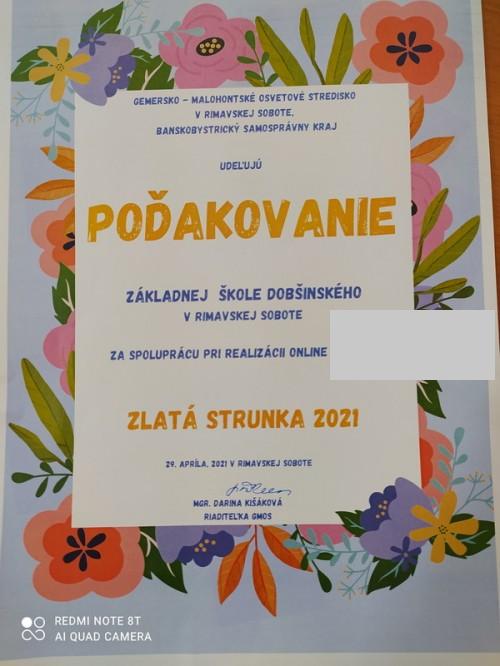 GEMERSKO – MALOHONTSKÉ OSVETOVÉ STREDISKO
V RIMAVSKEJ SOBOTE,
BANSKOBYSTRICKÝ SAMOSPRÁVNY KRAJ
UDEĽUJÚ
POĎAKOVANIE
ZÁKLADNEJ ŠKOLE DOBŠINSKÉHO
V RIMAVSKEJ SOBOTE
ZA SPOLUPRÁCU PRI REALIZÁCII ONLINE
ZLATÁ STRUNKA 2021
29. APRÍLA, 2021 V RIMAVSKEJ SOBOTE
MGR. DARINA KIŠÁKOVÁ
RIADITEĽKA GMOS
REDMI NOTE 8T
AI QUAD CAMERA